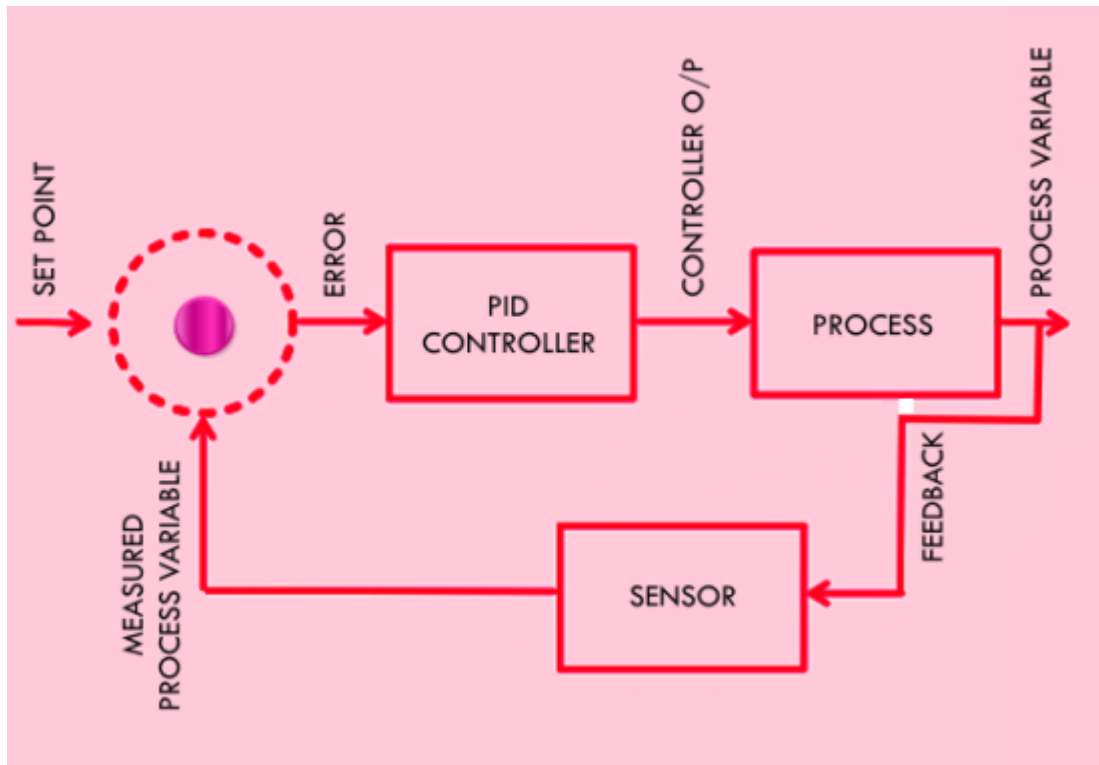 SET POINT
ERROR
PID
CONTROLLER
CONTROLLER O/P
PROCESS
PROCESS VARIABLE
FEEDBACK
SENSOR
MEASURED
PROCESS VARIABLE